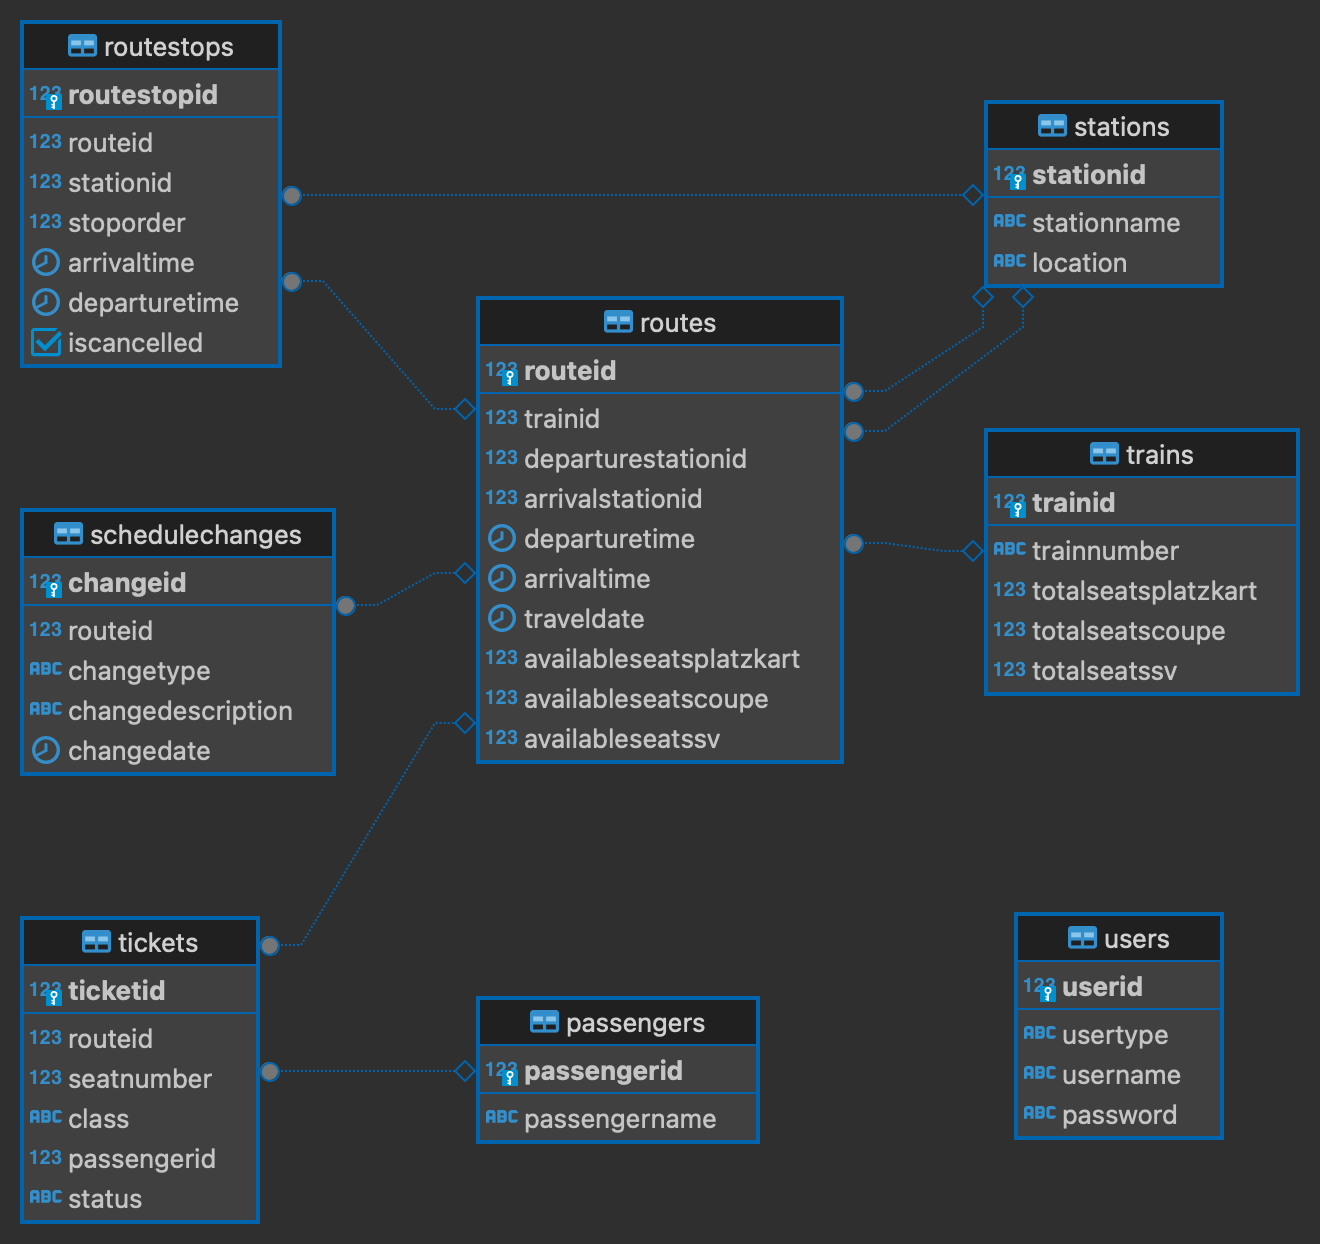 routestops
123 routestopid
123 routeid
123 stationid
123 stoporder
arrivaltime
departuretime
iscancelled
stations
123 stationid
ABC stationname
ABC location
routes
123 routeid
123 trainid
123 departurestationid
123 arrivalstationid
departuretime
arrivaltime
traveldate
123 availableseatsplatzkart
123 availableseatscoupe
123 availableseatssv
trains
123 trainid
ABC trainnumber
123 totalseatsplatzkart
123 totalseatscoupe
123 totalseatssv
schedulechanges
123 changeid
123 routeid
ABC changetype
ABC changedescription
changedate
tickets
123 ticketid
123 routeid
123 seatnumber
ABC class
123 passengerid
ABC status
passengers
123 passengerid
ABC passengername
users
123 userid
ABC usertype
ABC username
ABC password